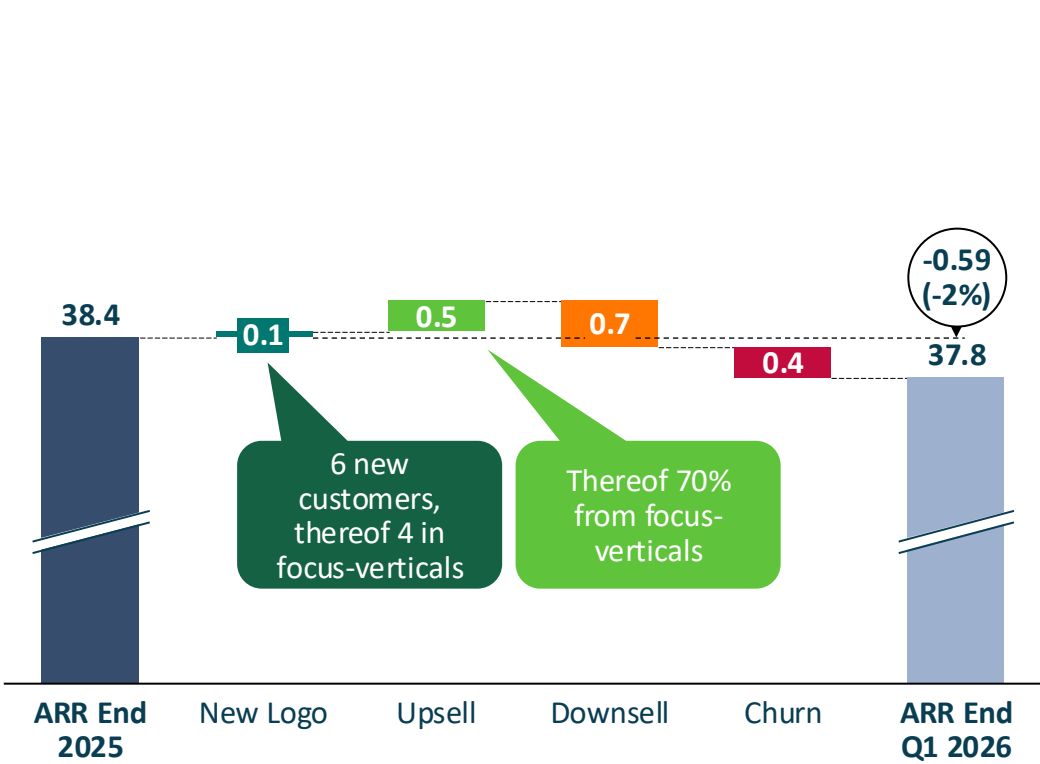 -0.59
(-2%)
38.4
0.1
0.5
0.7
0.4
37.8
6 new
customers,
thereof 4 in
focus-verticals
Thereof 70%
from focus-
verticals
ARR End
2025
New Logo
Upsell
Downsell
Churn
ARR End
Q1 2026